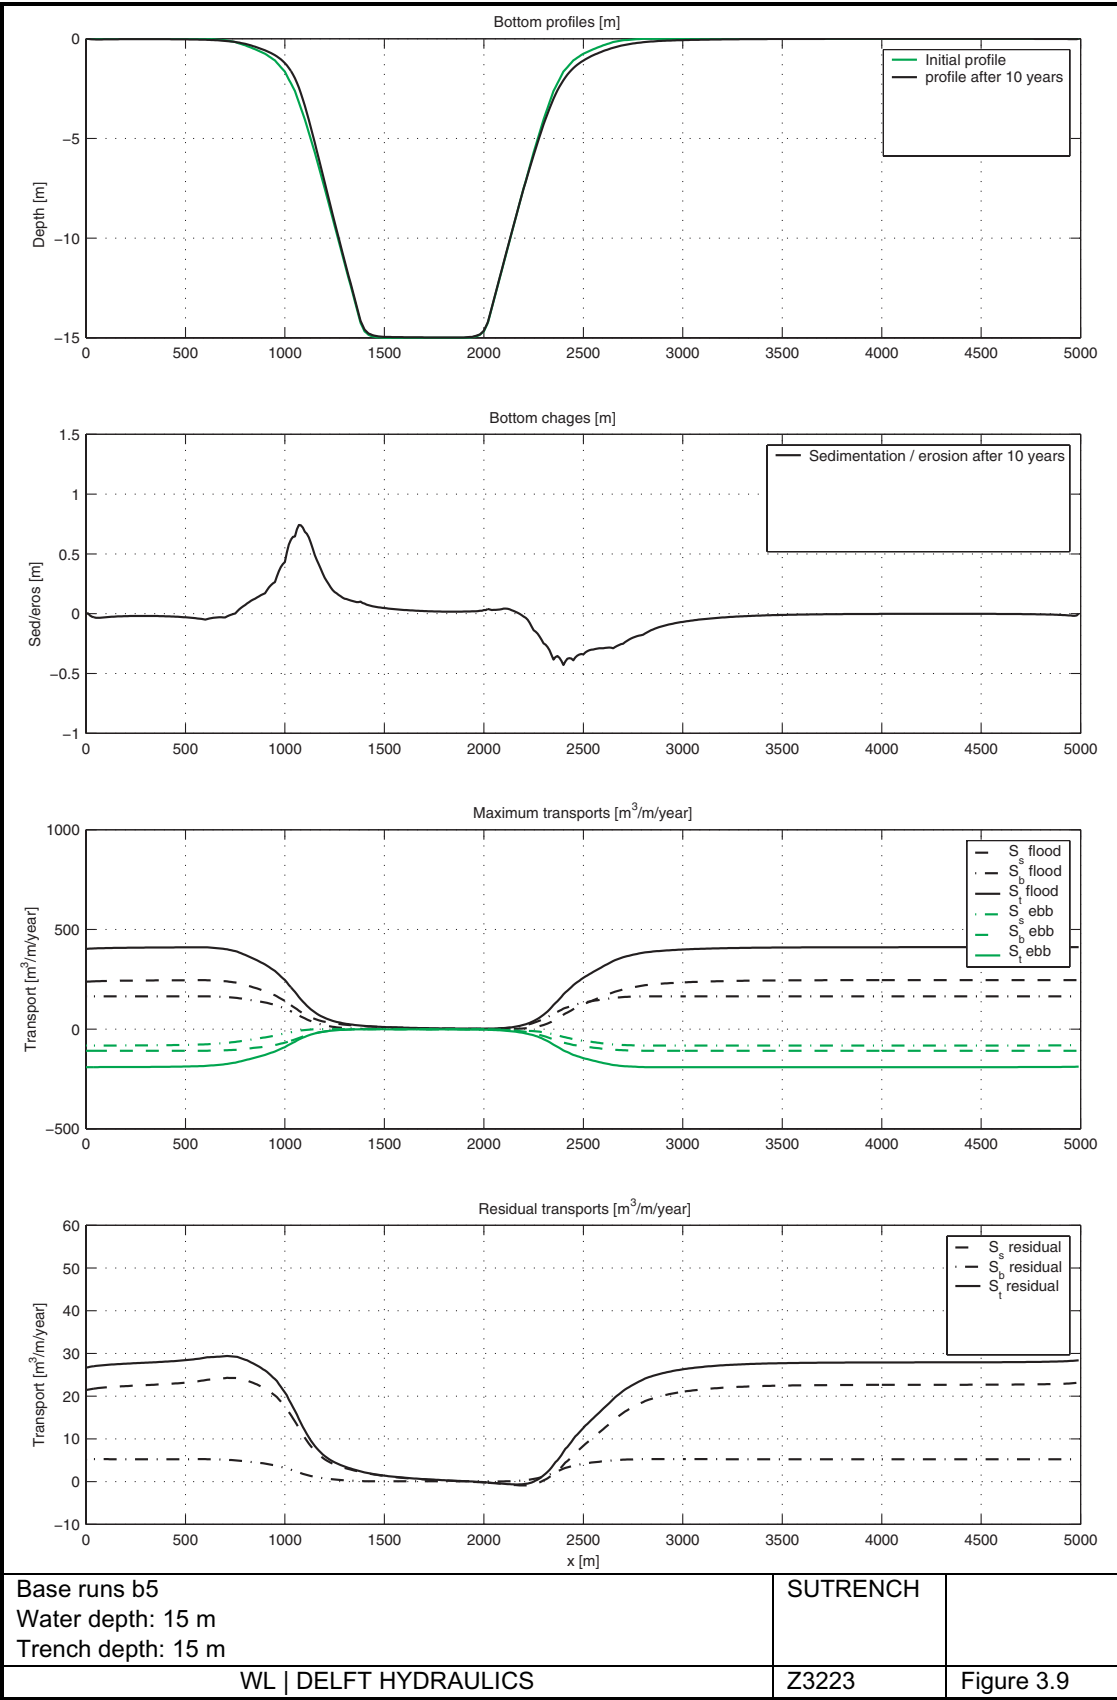 Bottom profiles [m]
Initial profile
profile after 10 years
0
−5
−10
−15
Depth [m]
0 500 1000 1500 2000 2500 3000 3500 4000 4500 5000
Bottom chages [m]
Sedimentation / erosion after 10 years
1.5
1
0.5
0
−0.5
−1
Sed/eros [m]
0 500 1000 1500 2000 2500 3000 3500 4000 4500 5000
Maximum transports [m3/m/year]
Ss flood
Sb flood
St flood
Ss ebb
Sb ebb
St ebb
1000
500
0
−500
Transport [m3/m/year]
0 500 1000 1500 2000 2500 3000 3500 4000 4500 5000
Residual transports [m3/m/year]
Ss residual
Sb residual
St residual
60
50
40
30
20
10
0
−10
Transport [m3/m/year]
0 500 1000 1500 2000 2500 3000 3500 4000 4500 5000
x [m]
Base runs b5
Water depth: 15 m
Trench depth: 15 m
SUTRENCH
WL | DELFT HYDRAULICS
Z3223
Figure 3.9